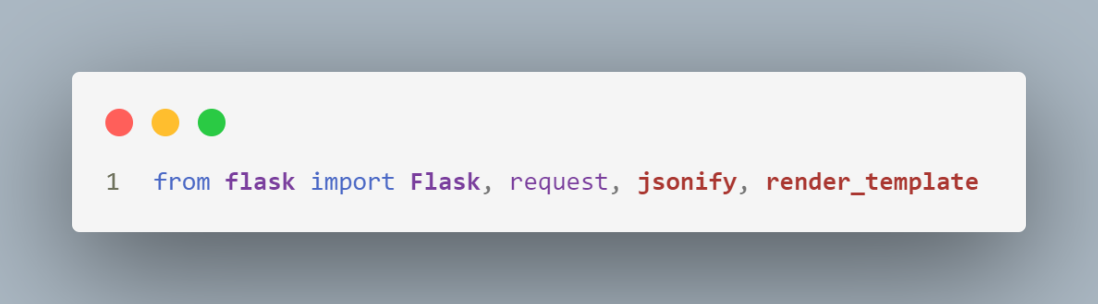 1 from flask import Flask, request, jsonify, render_template